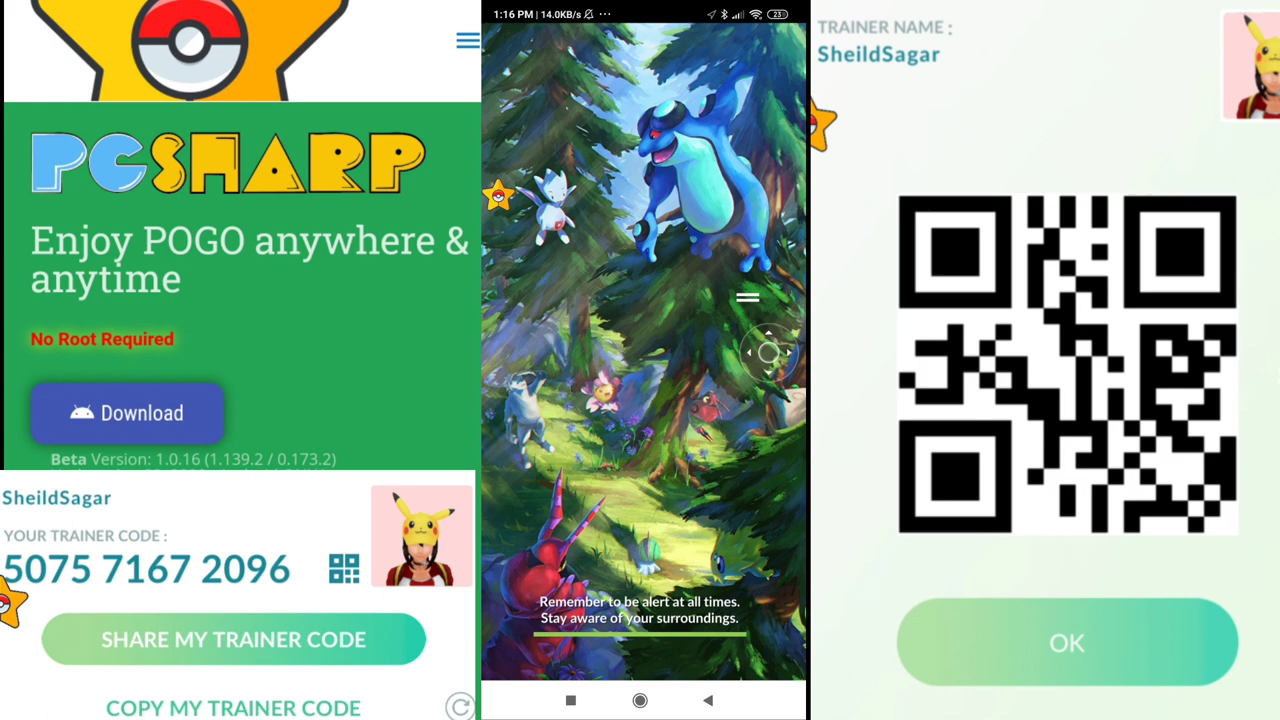 PGSHARP
Enjoy POGO anywhere &
anytime
No Root Required
Download
Beta Version: 1.0.16 (1.139.2 / 0.173.2)
SheildSagar
YOUR TRAINER CODE :
5075 7167 2096
SHARE MY TRAINER CODE
COPY MY TRAINER CODE
1:16 PM | 14.0KB/s ...
23
Remember to be alert at all times.
Stay aware of your surroundings.
TRAINER NAME :
SheildSagar
OK